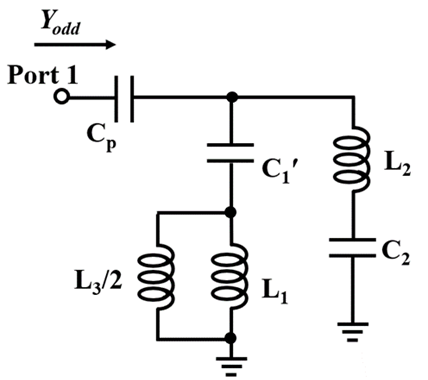 Y_odd
Port 1
C_p
C_1′
L_2
L_3/2
L_1
C_2